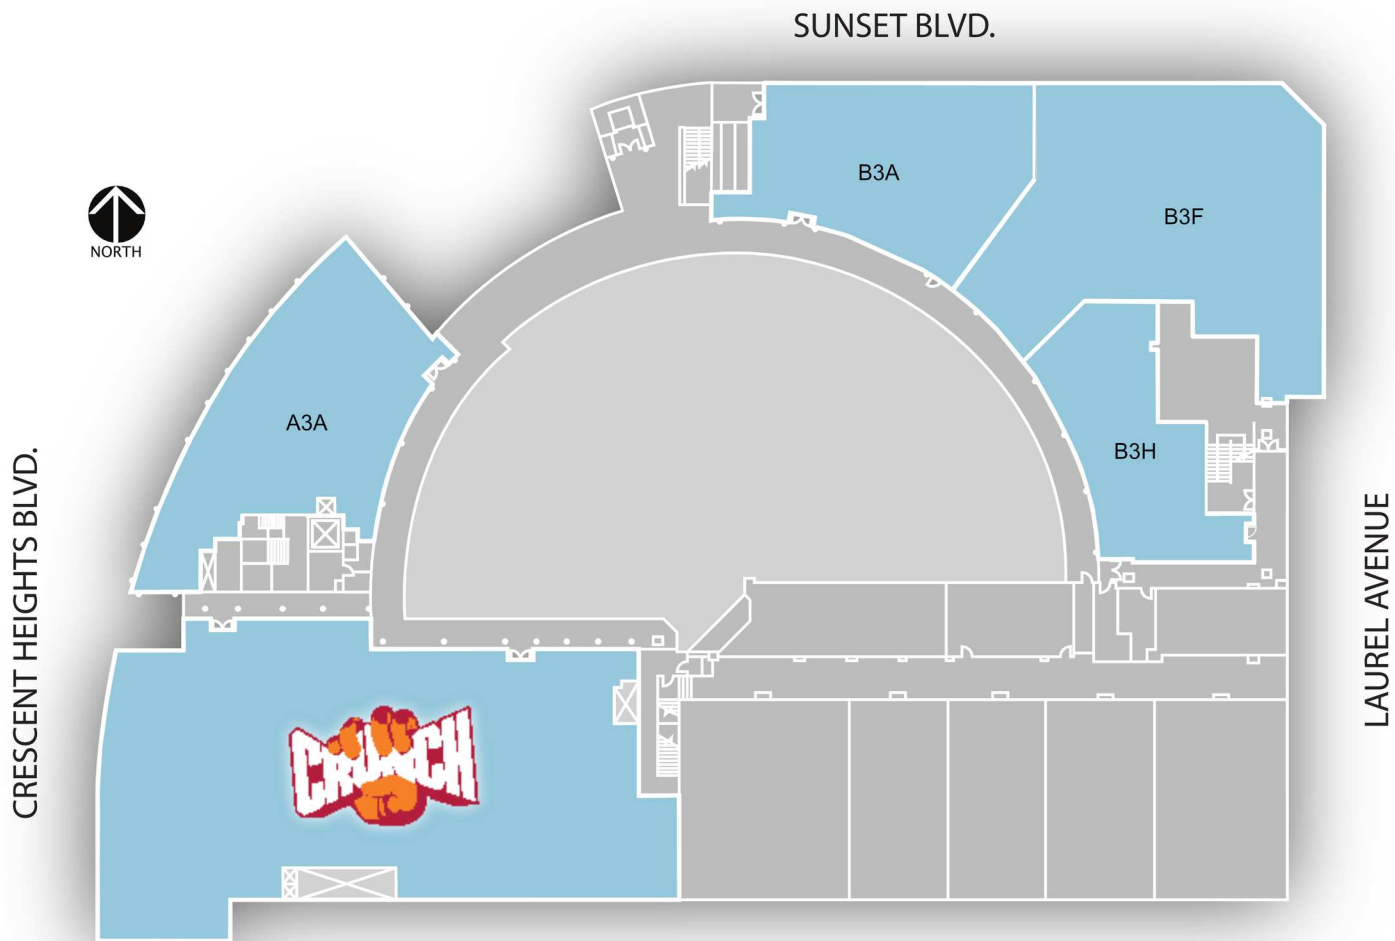 SUNSET BLVD.
B3A
B3F
NORTH
A3A
B3H
CRESCENT HEIGHTS BLVD.
LAUREL AVENUE
CRUNCH